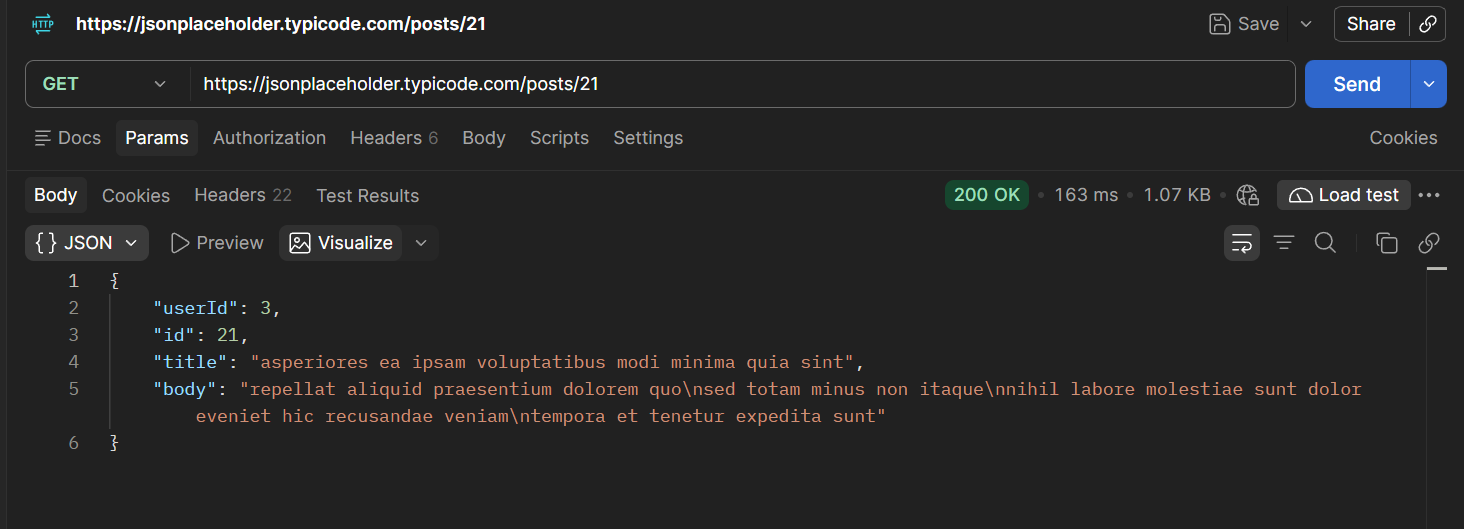 HTTP https://jsonplaceholder.typicode.com/posts/21 Save Share
GET https://jsonplaceholder.typicode.com/posts/21 Send
Docs Params Authorization Headers 6 Body Scripts Settings Cookies
Body Cookies Headers 22 Test Results 200 OK • 163 ms • 1.07 KB • Load test
{} JSON Preview Visualize
1 {
2 "userId": 3,
3 "id": 21,
4 "title": "asperiores ea ipsam voluptatibus modi minima quia sint",
5 "body": "repellat aliquid praesentium dolorem quo\nsed totam minus non itaque\nnihil labore molestiae sunt dolor
eveniet hic recusandae veniam\ntempora et tenetur expedita sunt"
6 }